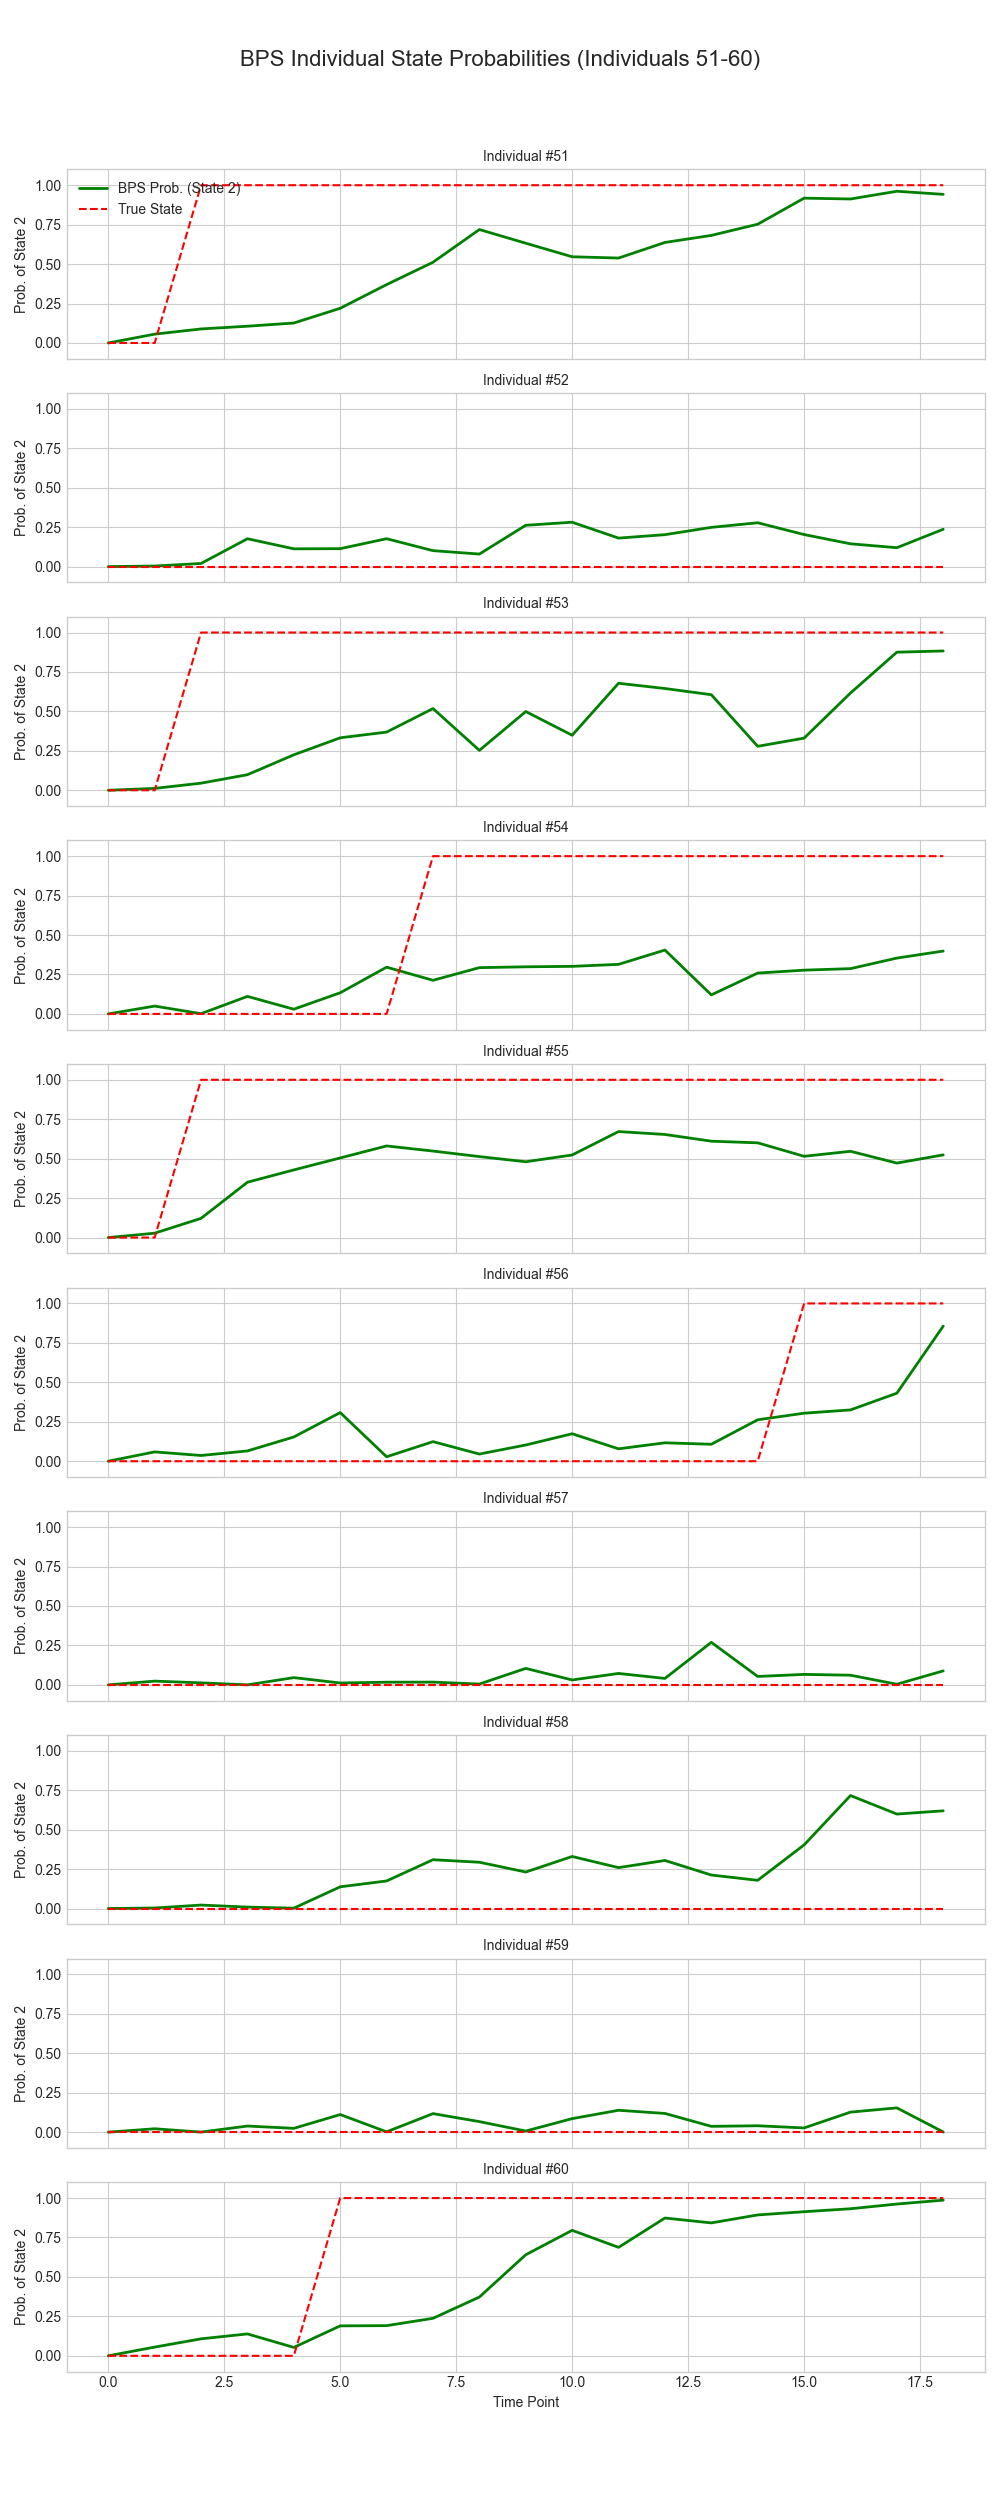 BPS Individual State Probabilities (Individuals 51-60)
Individual #51
BPS Prob. (State 2)
True State
1.00
0.75
0.50
0.25
0.00
Prob. of State 2
Individual #52
1.00
0.75
0.50
0.25
0.00
Prob. of State 2
Individual #53
1.00
0.75
0.50
0.25
0.00
Prob. of State 2
Individual #54
1.00
0.75
0.50
0.25
0.00
Prob. of State 2
Individual #55
1.00
0.75
0.50
0.25
0.00
Prob. of State 2
Individual #56
1.00
0.75
0.50
0.25
0.00
Prob. of State 2
Individual #57
1.00
0.75
0.50
0.25
0.00
Prob. of State 2
Individual #58
1.00
0.75
0.50
0.25
0.00
Prob. of State 2
Individual #59
1.00
0.75
0.50
0.25
0.00
Prob. of State 2
Individual #60
1.00
0.75
0.50
0.25
0.00
Prob. of State 2
0.0 2.5 5.0 7.5 10.0 12.5 15.0 17.5
Time Point